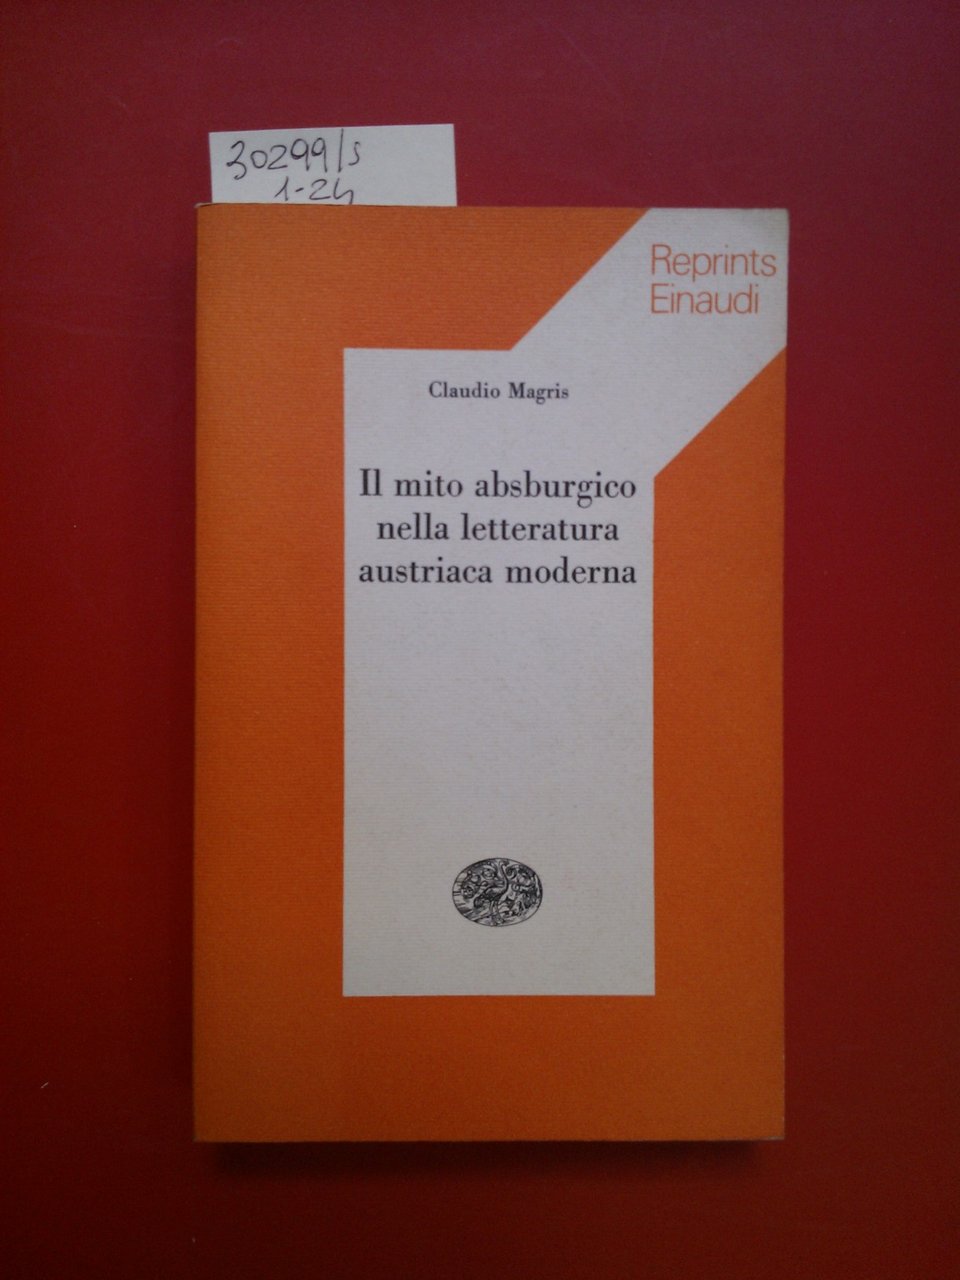 30299/s
1-24
Reprints
Einaudi
Claudio Magris
Il mito absburgico
nella letteratura
austriaca moderna